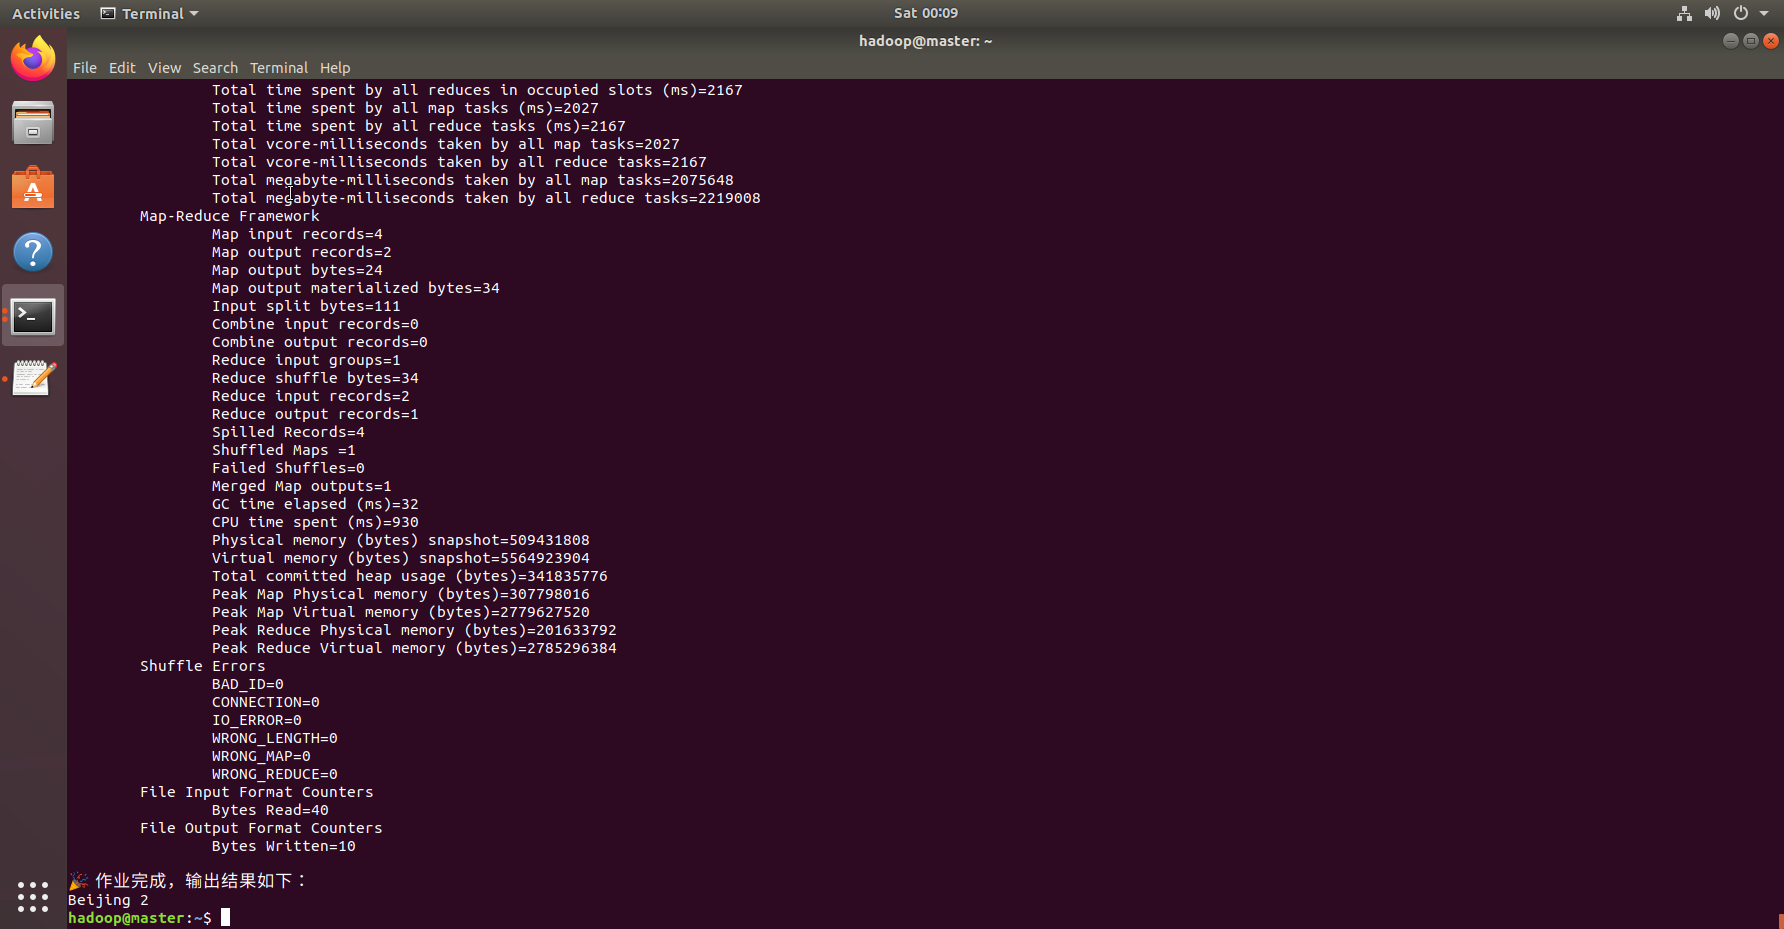 Activities
Terminal
Sat 00:09
hadoop@master: ~
File Edit View Search Terminal Help
Total time spent by all reduces in occupied slots (ms)=2167
Total time spent by all map tasks (ms)=2027
Total time spent by all reduce tasks (ms)=2167
Total vcore-milliseconds taken by all map tasks=2027
Total vcore-milliseconds taken by all reduce tasks=2167
Total megabyte-milliseconds taken by all map tasks=2075648
Total megabyte-milliseconds taken by all reduce tasks=2219008
Map-Reduce Framework
Map input records=4
Map output records=2
Map output bytes=24
Map output materialized bytes=34
Input split bytes=111
Combine input records=0
Combine output records=0
Reduce input groups=1
Reduce shuffle bytes=34
Reduce input records=2
Reduce output records=1
Spilled Records=4
Shuffled Maps =1
Failed Shuffles=0
Merged Map outputs=1
GC time elapsed (ms)=32
CPU time spent (ms)=930
Physical memory (bytes) snapshot=509431808
Virtual memory (bytes) snapshot=5564923904
Total committed heap usage (bytes)=341835776
Peak Map Physical memory (bytes)=307798016
Peak Map Virtual memory (bytes)=2779627520
Peak Reduce Physical memory (bytes)=201633792
Peak Reduce Virtual memory (bytes)=2785296384
Shuffle Errors
BAD_ID=0
CONNECTION=0
IO_ERROR=0
WRONG_LENGTH=0
WRONG_MAP=0
WRONG_REDUCE=0
File Input Format Counters
Bytes Read=40
File Output Format Counters
Bytes Written=10
🎉 作业完成，输出结果如下：
Beijing 2
hadoop@master:~$